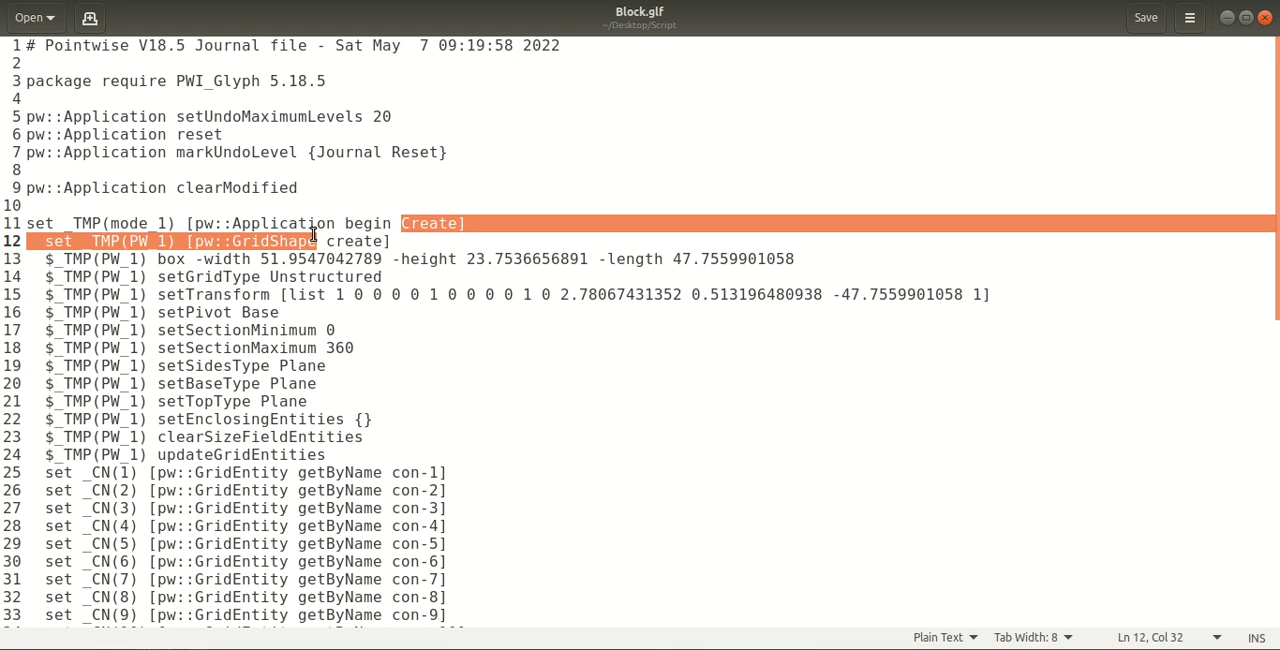 Open
Block.glf
~/Desktop/Script
Save
1 # Pointwise V18.5 Journal file - Sat May  7 09:19:58 2022
2
3 package require PWI_Glyph 5.18.5
4
5 pw::Application setUndoMaximumLevels 20
6 pw::Application reset
7 pw::Application markUndoLevel {Journal Reset}
8
9 pw::Application clearModified
10
11 set _TMP(mode_1) [pw::Application begin Create]
12   set _TMP(PW_1) [pw::GridShape create]
13   $_TMP(PW_1) box -width 51.9547042789 -height 23.7536656891 -length 47.7559901058
14   $_TMP(PW_1) setGridType Unstructured
15   $_TMP(PW_1) setTransform [list 1 0 0 0 0 1 0 0 0 0 1 0 2.78067431352 0.513196480938 -47.7559901058 1]
16   $_TMP(PW_1) setPivot Base
17   $_TMP(PW_1) setSectionMinimum 0
18   $_TMP(PW_1) setSectionMaximum 360
19   $_TMP(PW_1) setSidesType Plane
20   $_TMP(PW_1) setBaseType Plane
21   $_TMP(PW_1) setTopType Plane
22   $_TMP(PW_1) setEnclosingEntities {}
23   $_TMP(PW_1) clearSizeFieldEntities
24   $_TMP(PW_1) updateGridEntities
25   set _CN(1) [pw::GridEntity getByName con-1]
26   set _CN(2) [pw::GridEntity getByName con-2]
27   set _CN(3) [pw::GridEntity getByName con-3]
28   set _CN(4) [pw::GridEntity getByName con-4]
29   set _CN(5) [pw::GridEntity getByName con-5]
30   set _CN(6) [pw::GridEntity getByName con-6]
31   set _CN(7) [pw::GridEntity getByName con-7]
32   set _CN(8) [pw::GridEntity getByName con-8]
33   set _CN(9) [pw::GridEntity getByName con-9]
Plain Text Tab Width: 8 Ln 12, Col 32 INS